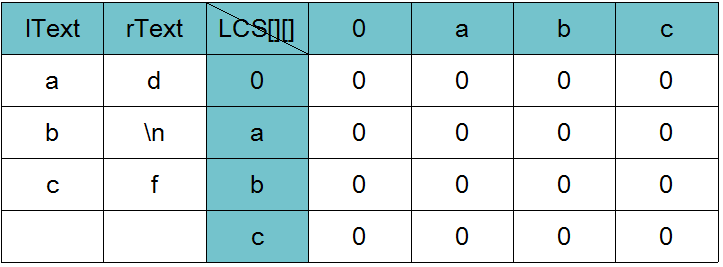 lText rText LCS[][] 0 a b c
a d 0 0 0 0 0
b \n a 0 0 0 0
c f b 0 0 0 0
c 0 0 0 0